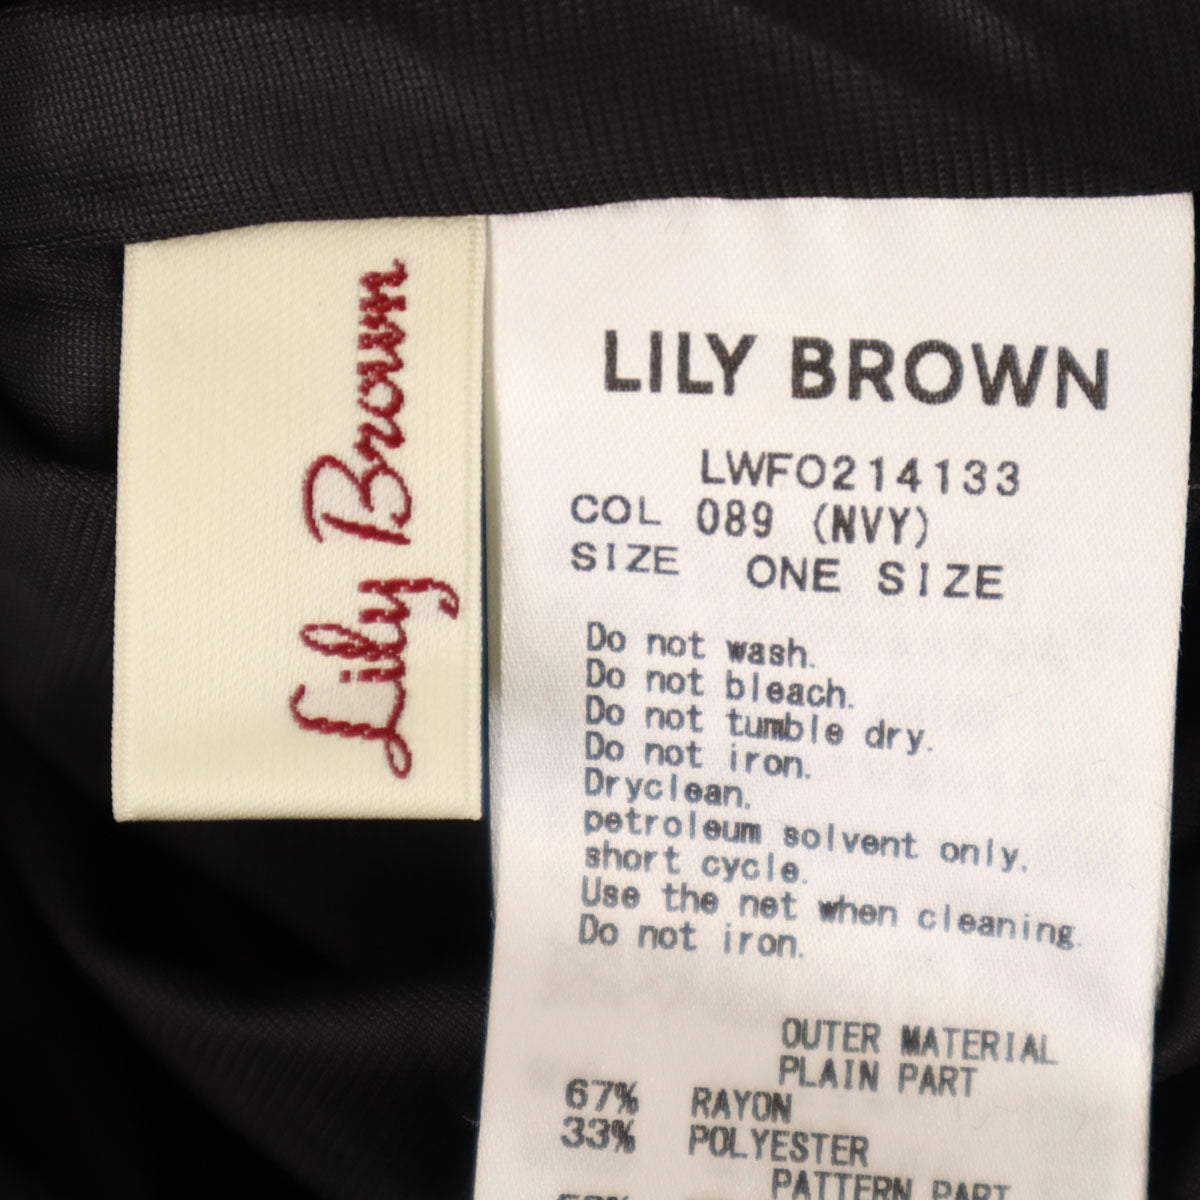 Lily Brown
LILY BROWN
LWFO214133
COL 089 (NVY)
SIZE ONE SIZE
Do not wash.
Do not bleach.
Do not tumble dry.
Do not iron.
Dryclean.
petroleum solvent only.
short cycle.
Use the net when cleaning.
Do not iron.
OUTER MATERIAL
PLAIN PART
67% RAYON
33% POLYESTER
PATTERN PART